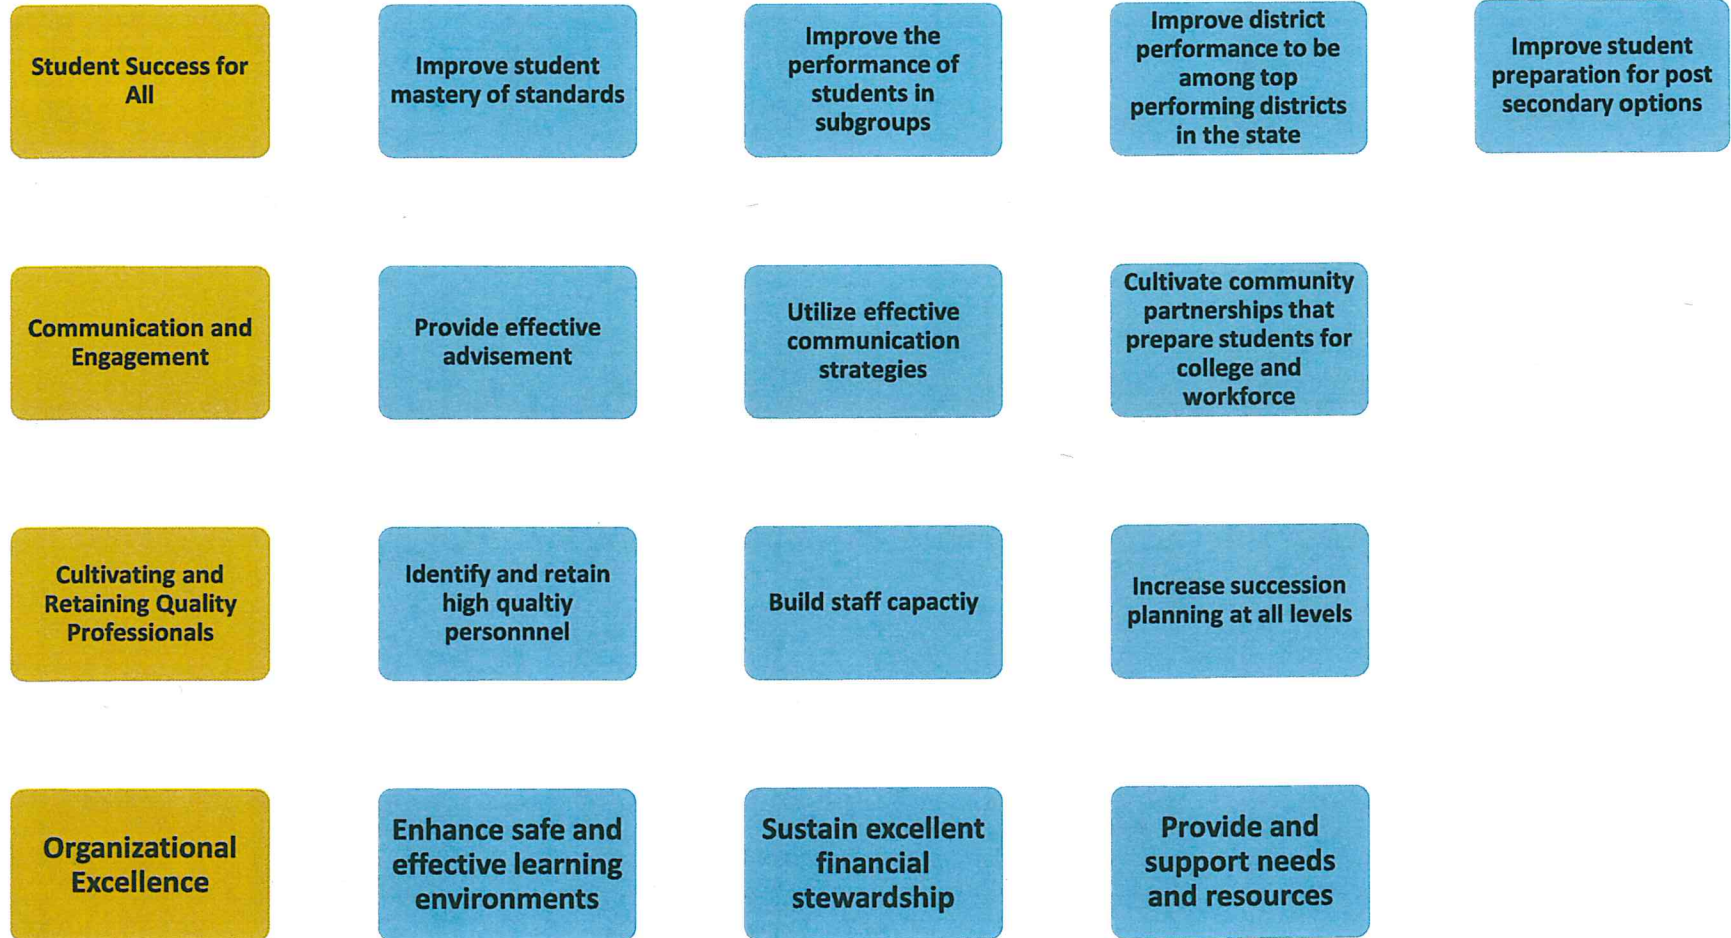 Student Success for
All
Improve student
mastery of standards
Improve the
performance of
students in
subgroups
Improve district
performance to be
among top
performing districts
in the state
Improve student
preparation for post
secondary options
Communication and
Engagement
Provide effective
advisement
Utilize effective
communication
strategies
Cultivate community
partnerships that
prepare students for
college and
workforce
Cultivating and
Retaining Quality
Professionals
Identify and retain
high qualtiy
personnnel
Build staff capactiy
Increase succession
planning at all levels
Organizational
Excellence
Enhance safe and
effective learning
environments
Sustain excellent
financial
stewardship
Provide and
support needs
and resources